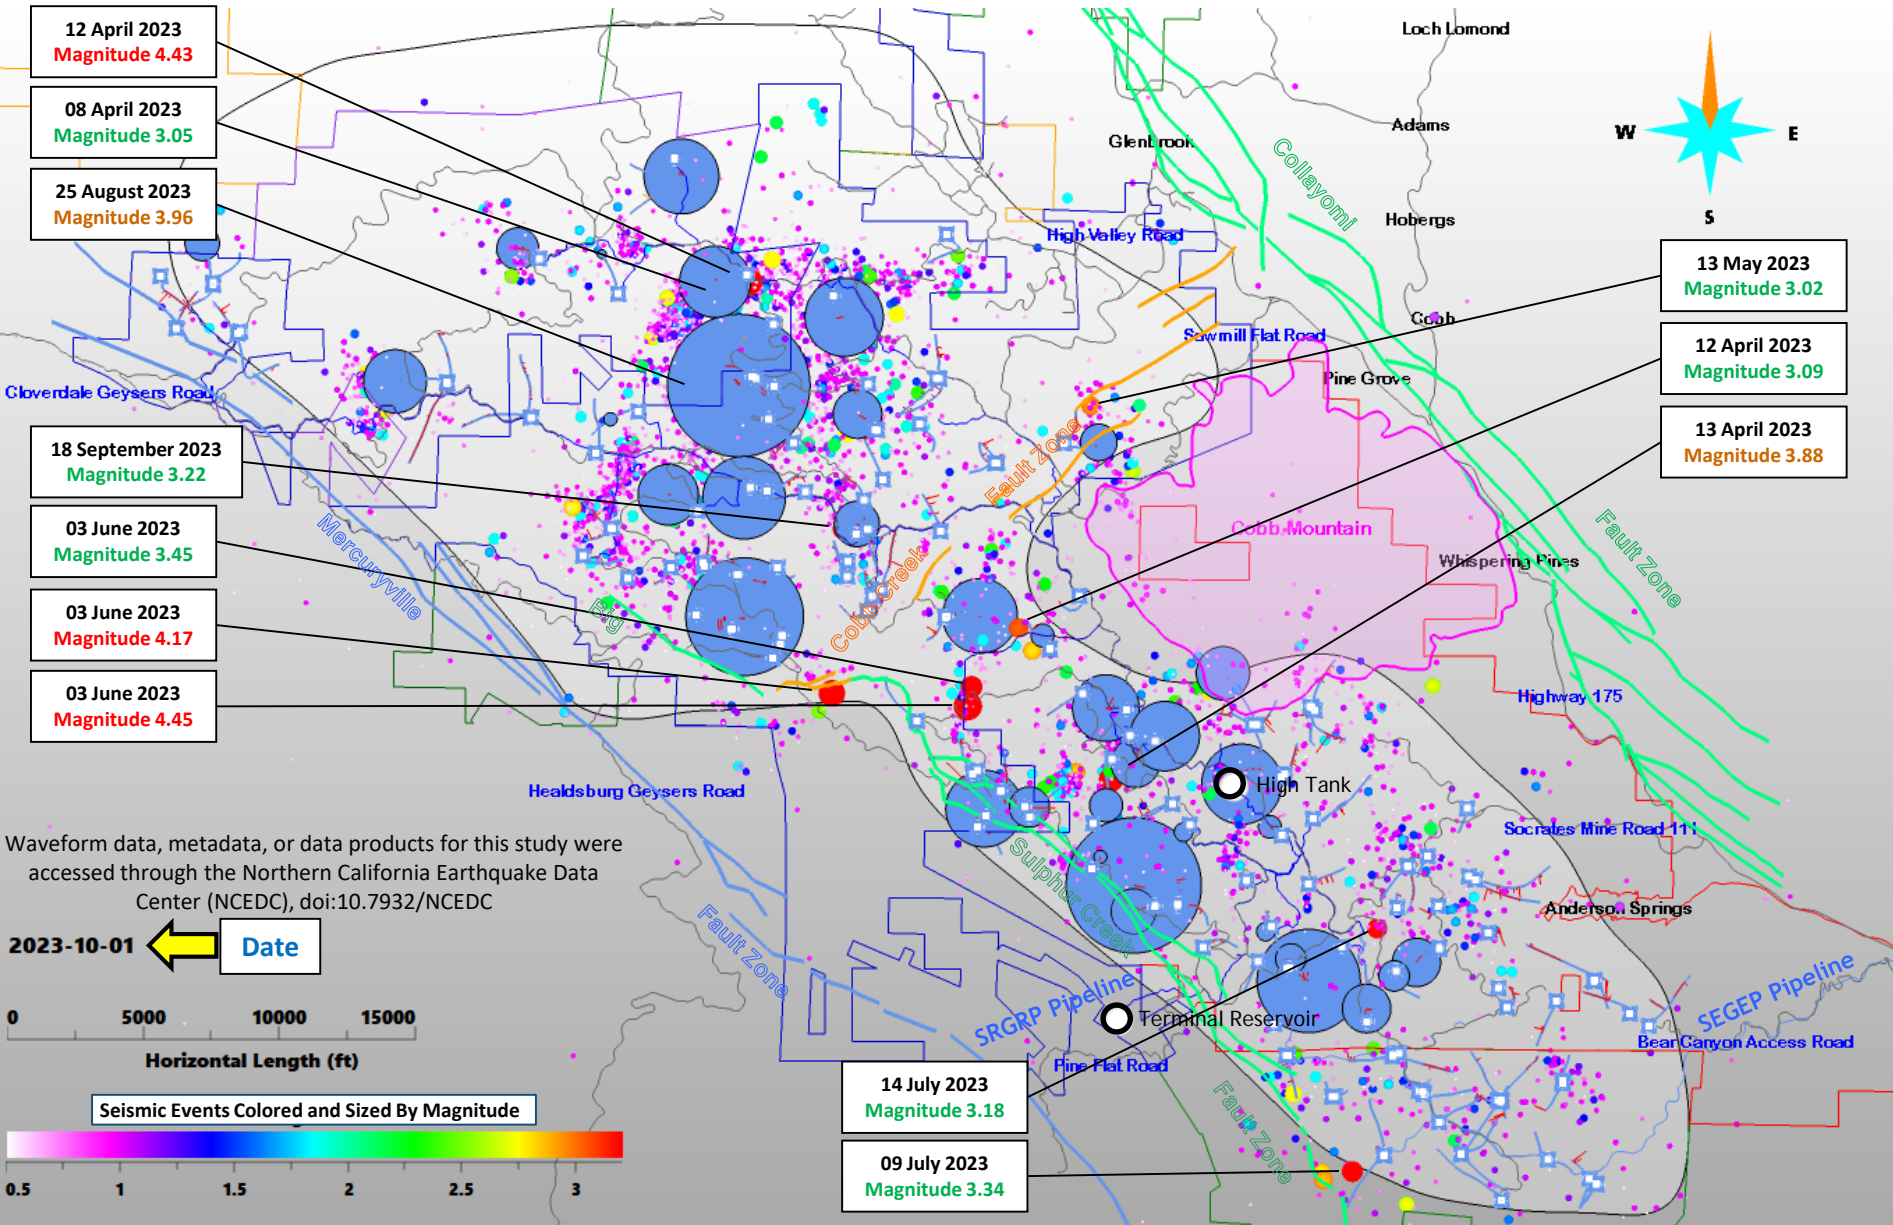 12 April 2023
Magnitude 4.43
08 April 2023
Magnitude 3.05
25 August 2023
Magnitude 3.96
18 September 2023
Magnitude 3.22
03 June 2023
Magnitude 3.45
03 June 2023
Magnitude 4.17
03 June 2023
Magnitude 4.45
13 May 2023
Magnitude 3.02
12 April 2023
Magnitude 3.09
13 April 2023
Magnitude 3.88
14 July 2023
Magnitude 3.18
09 July 2023
Magnitude 3.34
Loch Lomond
Adams
Glenbrook
Hobergs
Cobb
Pine Grove
Whispering Pines
Anderson Springs
W
E
S
Collayomi
Fault Zone
High Valley Road
Sawmill Flat Road
Cloverdale Geysers Road
Mercuryville
Fault Zone
Cobb Creek
Fault Zone
Cobb Mountain
Big
Sulphur Creek
Fault Zone
Highway 175
Healdsburg Geysers Road
High Tank
Socrates Mine Road 111
SRGRP Pipeline
Terminal Reservoir
Pine Flat Road
SEGEP Pipeline
Bear Canyon Access Road
Waveform data, metadata, or data products for this study were
accessed through the Northern California Earthquake Data
Center (NCEDC), doi:10.7932/NCEDC
2023-10-01
Date
0 5000 10000 15000
Horizontal Length (ft)
Seismic Events Colored and Sized By Magnitude
0.5 1 1.5 2 2.5 3